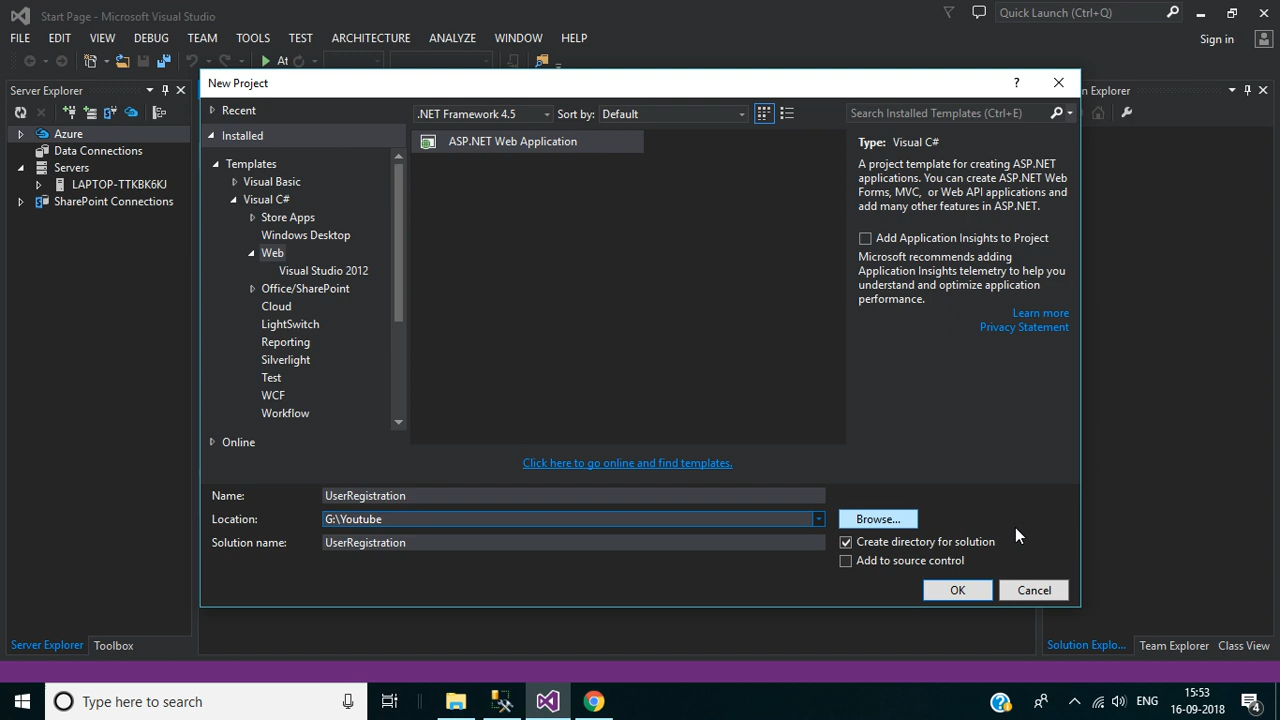 Start Page - Microsoft Visual Studio
Quick Launch (Ctrl+Q)
FILE EDIT VIEW DEBUG TEAM TOOLS TEST ARCHITECTURE ANALYZE WINDOW HELP
Sign in
At
Server Explorer
Azure
Data Connections
Servers
LAPTOP-TTKBK6KJ
SharePoint Connections
New Project
?
Recent
Installed
Templates
Visual Basic
Visual C#
Store Apps
Windows Desktop
Web
Visual Studio 2012
Office/SharePoint
Cloud
LightSwitch
Reporting
Silverlight
Test
WCF
Workflow
Online
.NET Framework 4.5 Sort by: Default
ASP.NET Web Application
Click here to go online and find templates.
Search Installed Templates (Ctrl+E)
Type: Visual C#
A project template for creating ASP.NET
applications. You can create ASP.NET Web
Forms, MVC, or Web API applications and
add many other features in ASP.NET.
Add Application Insights to Project
Microsoft recommends adding
Application Insights telemetry to help you
understand and optimize application
performance.
Learn more
Privacy Statement
Name: UserRegistration
Location: G:\Youtube Browse...
Solution name: UserRegistration
Create directory for solution
Add to source control
OK Cancel
n Explorer
Server Explorer Toolbox
Solution Explo... Team Explorer Class View
Type here to search
ENG
15:53
16-09-2018
4